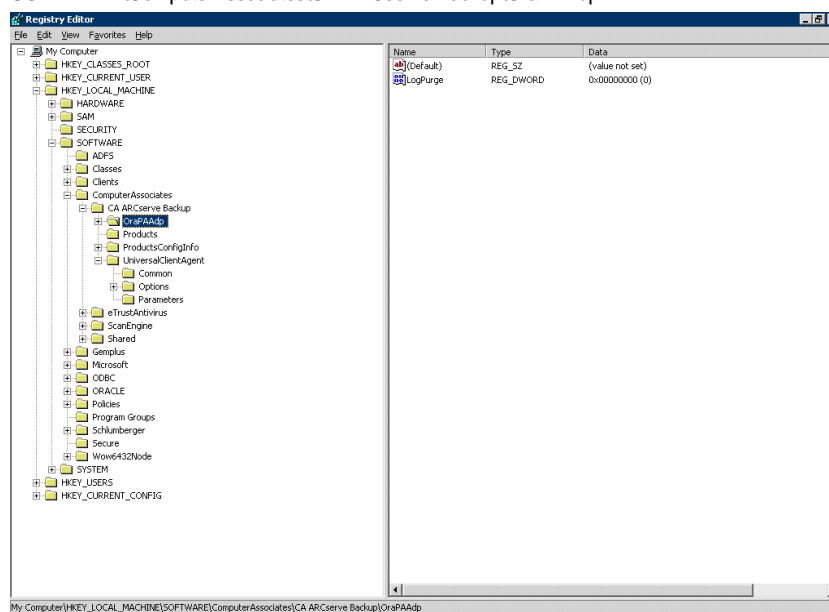 Registry Editor
File Edit View Favorites Help
My Computer
HKEY_CLASSES_ROOT
HKEY_CURRENT_USER
HKEY_LOCAL_MACHINE
HARDWARE
SAM
SECURITY
SOFTWARE
ADFS
Classes
Clients
ComputerAssociates
CA ARCserve Backup
OraPAAdp
Products
ProductsConfigInfo
UniversalClientAgent
Common
Options
Parameters
eTrustAntivirus
ScanEngine
Shared
Gemplus
Microsoft
ODBC
ORACLE
Policies
Program Groups
Schlumberger
Secure
Wow6432Node
SYSTEM
HKEY_USERS
HKEY_CURRENT_CONFIG
Name Type Data
(Default) REG_SZ (value not set)
LogPurge REG_DWORD 0x00000000 (0)
My Computer\HKEY_LOCAL_MACHINE\SOFTWARE\ComputerAssociates\CA ARCserve Backup\OraPAAdp